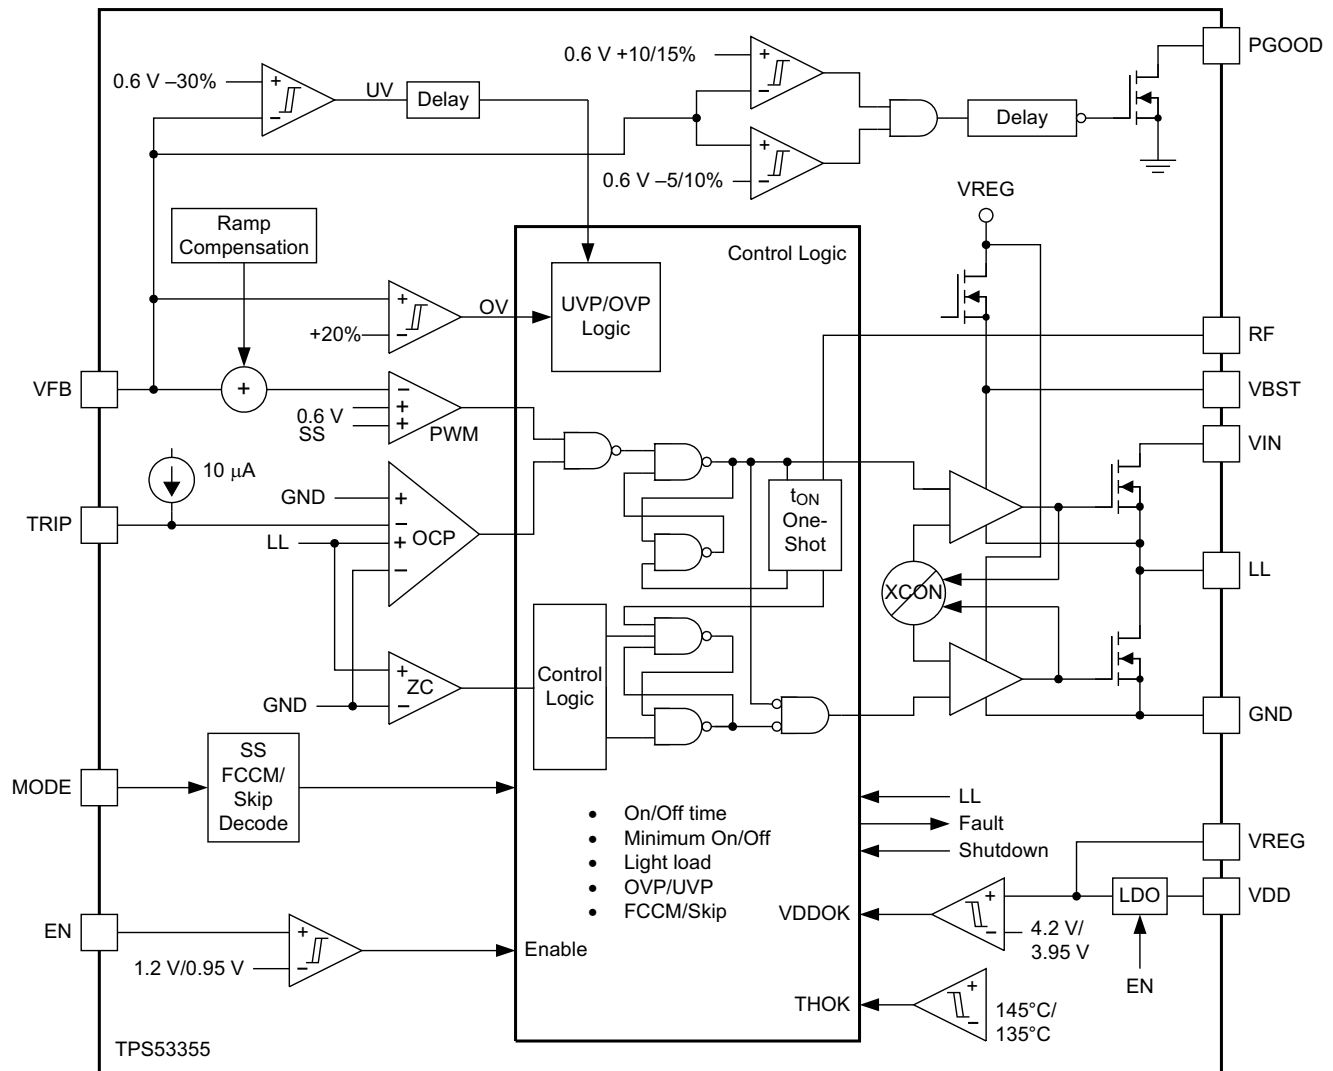 PGOOD
0.6 V +10/15%
0.6 V –30%
+
–
UV
Delay
+
–
Delay
+
–
0.6 V –5/10%
VREG
Ramp
Compensation
Control Logic
UVP/OVP
Logic
+
–
OV
+20%
RF
VFB
+
–
+
+
0.6 V
SS
PWM
VBST
VIN
10 μA
GND
TRIP
LL
+
–
+
–
OCP
tON
One-
Shot
XCON
LL
Control
Logic
+
–
ZC
GND
GND
MODE
SS
FCCM/
Skip
Decode
• On/Off time
• Minimum On/Off
• Light load
• OVP/UVP
• FCCM/Skip
LL
Fault
Shutdown
VREG
VDD
LDO
VDDOK
+
–
4.2 V/
3.95 V
EN
EN
+
–
1.2 V/0.95 V
Enable
THOK
+
–
145°C/
135°C
TPS53355